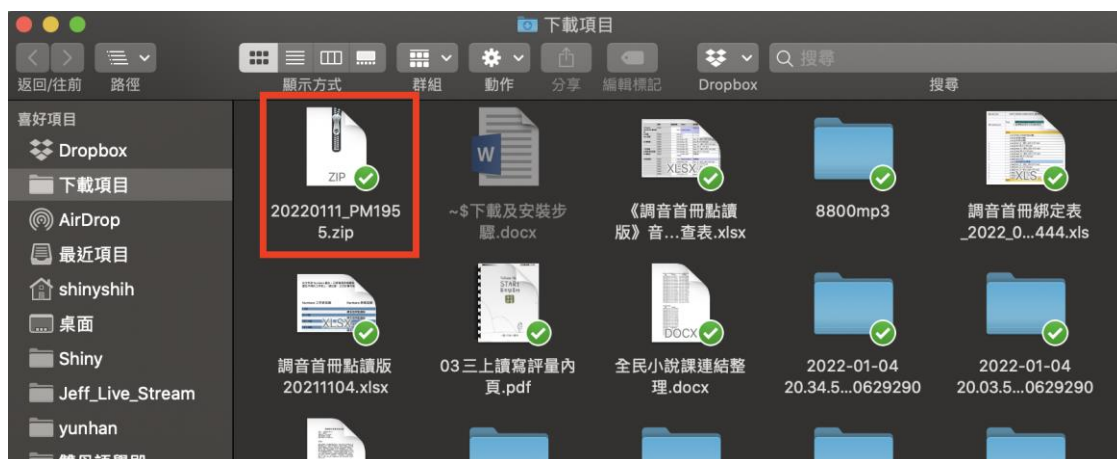 下載項目
返回/往前
路徑
顯示方式
群組
動作
分享
編輯標記
Dropbox
搜尋
搜尋
喜好項目
Dropbox
下載項目
AirDrop
最近項目
shinyshih
桌面
Shiny
Jeff_Live_Stream
yunhan
ZIP
20220111_PM195
5.zip
W
~$下載及安裝步
驟.docx
XLSX
《調音首冊點讀
版》音…查表.xlsx
8800mp3
XLS
調音首冊綁定表
_2022_0...444.xls
XLSX
調音首冊點讀版
20211104.xlsx
START
03三上讀寫評量內
頁.pdf
DOCX
全民小說課連結整
理.docx
2022-01-04
20.34.5...0629290
2022-01-04
20.03.5...0629290